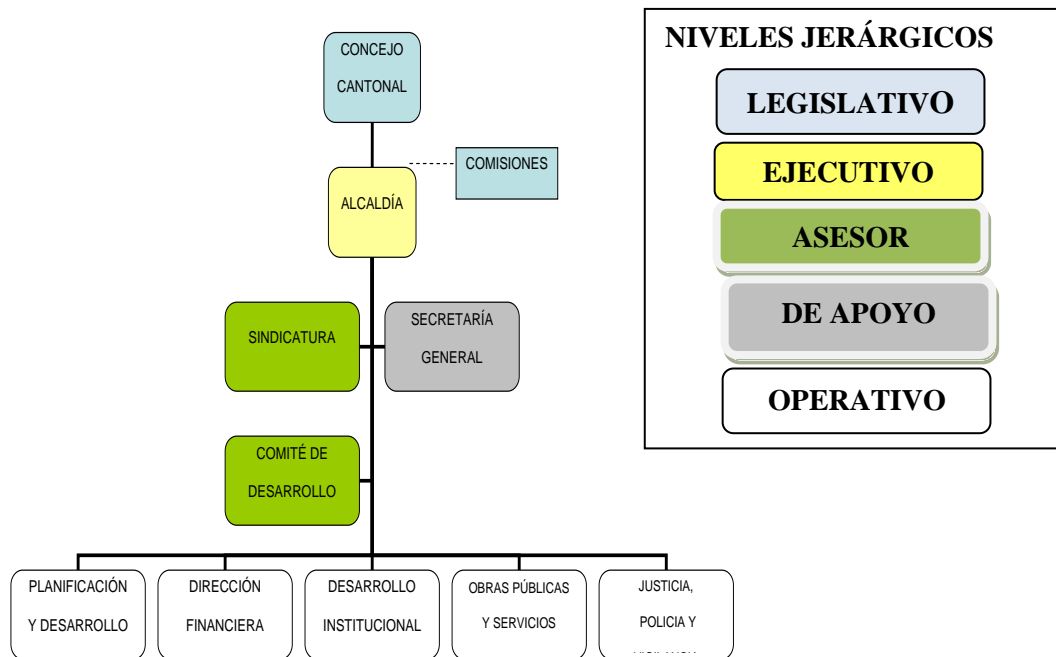 CONCEJO
CANTONAL
COMISIONES
ALCALDÍA
SINDICATURA
SECRETARÍA
GENERAL
COMITÉ DE
DESARROLLO
PLANIFICACIÓN
Y DESARROLLO
DIRECCIÓN
FINANCIERA
DESARROLLO
INSTITUCIONAL
OBRAS PÚBLICAS
Y SERVICIOS
JUSTICIA,
POLICIA Y
NIVELES JERÁRGICOS
LEGISLATIVO
EJECUTIVO
ASESOR
DE APOYO
OPERATIVO